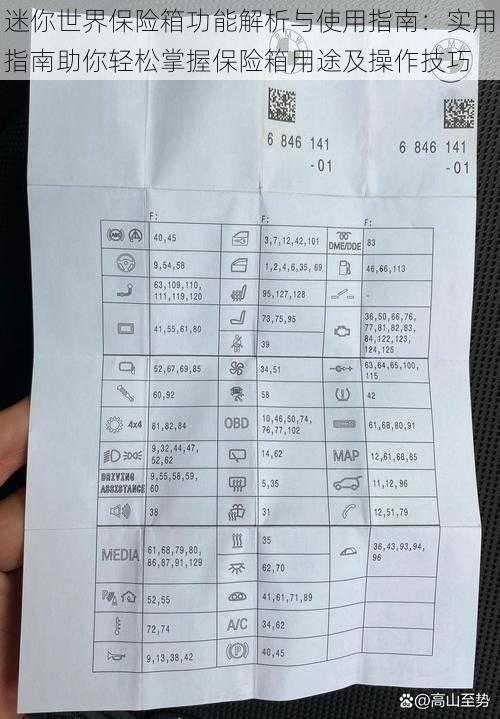 迷你世界保险箱功能解析与使用指南：实用
指南助你轻松掌握保险箱用途及操作技巧
6 846 141
-01
6 846 141
-01
F: F: F:
40,45 3,7,12,42,101 DME/DDE 83
9,54,58 1,2,4,6,35,69 46,66,113
63,109,110, 95,127,128 -
111,119,120
41,55,61,80 73,75,95 36,50,66,76,
39 77,81,82,83,
84,122,123,
124,125
52,67,69,85 34,51 63,64,65,100,
115
60,92 58 42
4x4 81,82,84 OBD 10,46,50,74, 61,68,80,91
76,77,102
9,32,44,47, 14,62 MAP 12,61,68,85
52,62
DRIVING 9,55,58,59, 5,35 11,12,96
ASSISTANCE 60
38 31 12,51,79
MEDIA 61,68,79,80, 35 36,43,93,94,
86,87,91,129 62,70 96
52,55 41,61,71,89
72,74 A/C 34,62
9,13,38,42 40,45
@高山至势